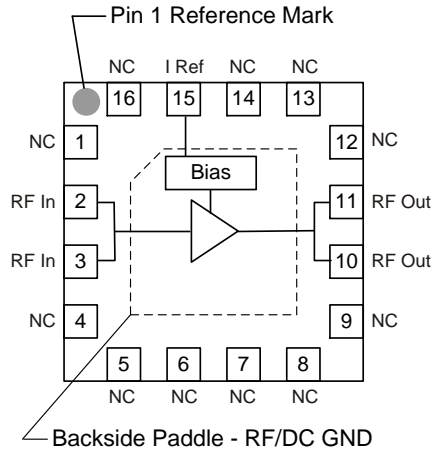 Pin 1 Reference Mark
NC I Ref NC NC
16 15 14 13
NC 1
12 NC
Bias
RF In 2
11 RF Out
RF In 3
10 RF Out
NC 4
9 NC
5 6 7 8
NC NC NC NC
Backside Paddle - RF/DC GND